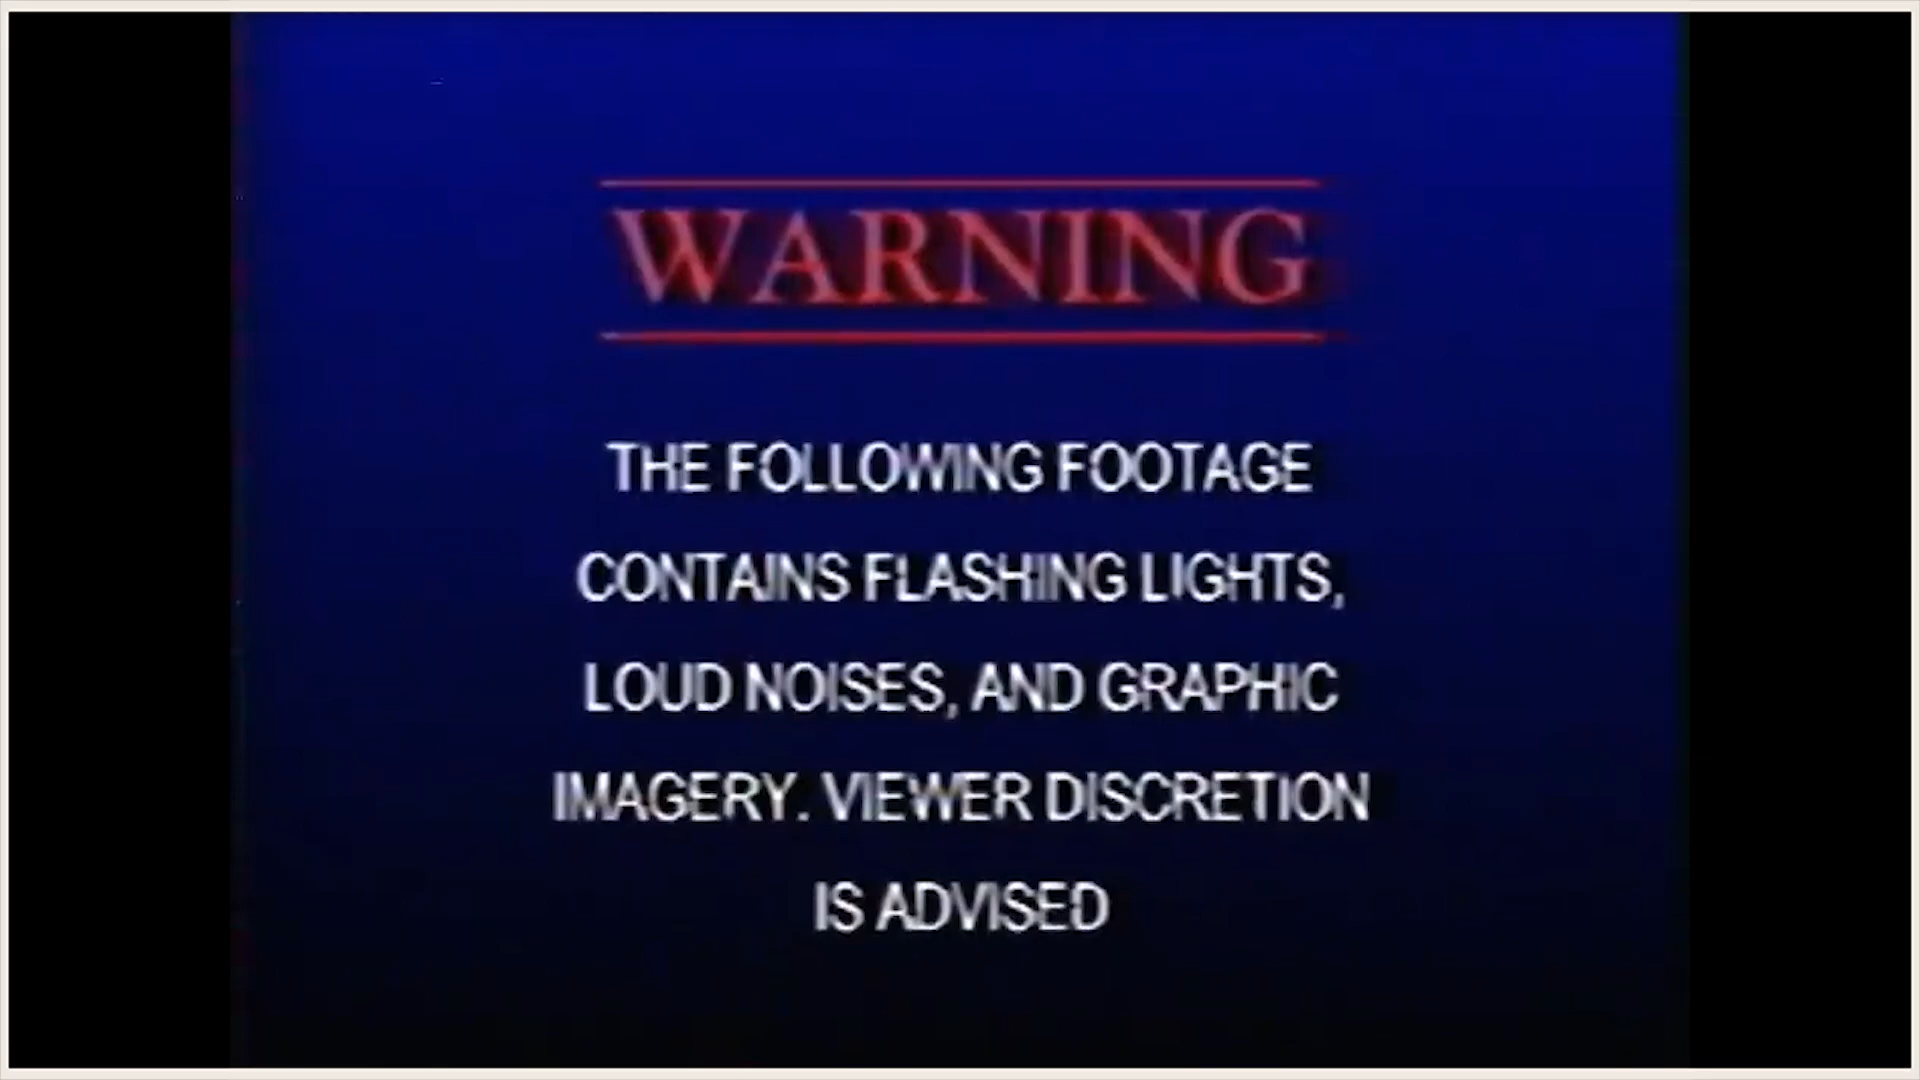 WARNING
THE FOLLOWING FOOTAGE
CONTAINS FLASHING LIGHTS,
LOUD NOISES, AND GRAPHIC
IMAGERY. VIEWER DISCRETION
IS ADVISED